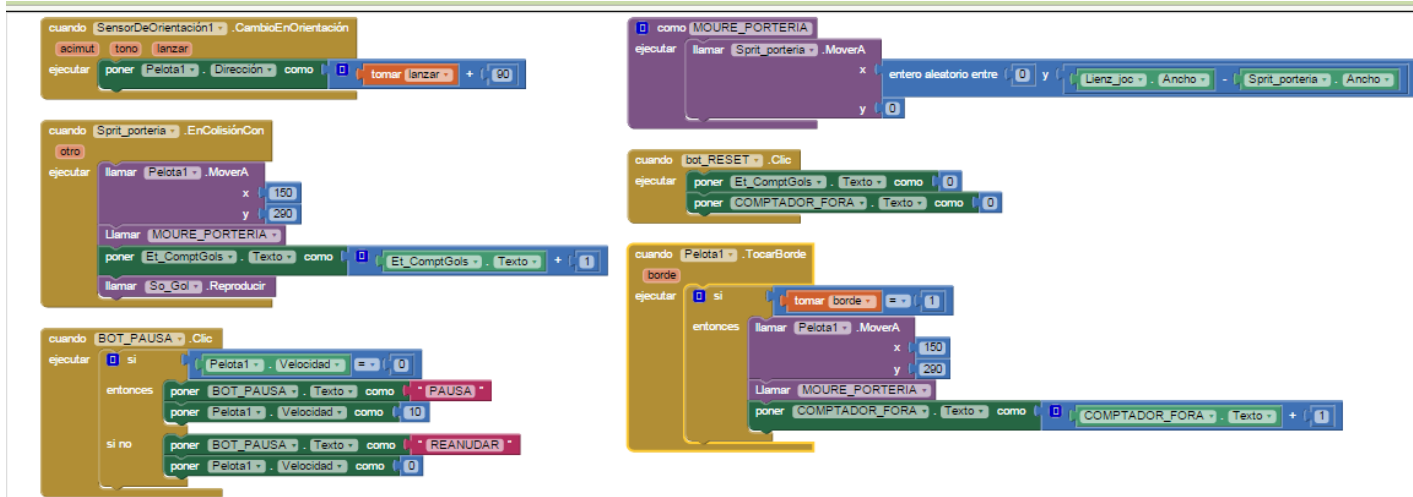 cuando SensorDeOrientación1 .CambioEnOrientación
acimut tono lanzar
ejecutar poner Pelota1 . Dirección como tomar lanzar + 90
cuando Sprit_porteria .EnColisiónCon
otro
ejecutar llamar Pelota1 .MoverA
x 150
y 290
Llamar MOURE_PORTERIA
poner Et_ComptGols . Texto como Et_ComptGols . Texto + 1
llamar So_Gol .Reproducir
cuando BOT_PAUSA .Clic
ejecutar si Pelota1 . Velocidad = 0
entonces poner BOT_PAUSA . Texto como " PAUSA "
poner Pelota1 . Velocidad como 10
si no poner BOT_PAUSA . Texto como " REANUDAR "
poner Pelota1 . Velocidad como 0
como MOURE_PORTERIA
ejecutar llamar Sprit_porteria .MoverA
x entero aleatorio entre 0 y Lienz_joc . Ancho - Sprit_porteria . Ancho
y 0
cuando bot_RESET .Clic
ejecutar poner Et_ComptGols . Texto como 0
poner COMPTADOR_FORA . Texto como 0
cuando Pelota1 .TocarBorde
borde
ejecutar si tomar borde = 1
entonces llamar Pelota1 .MoverA
x 150
y 290
Llamar MOURE_PORTERIA
poner COMPTADOR_FORA . Texto como COMPTADOR_FORA . Texto + 1